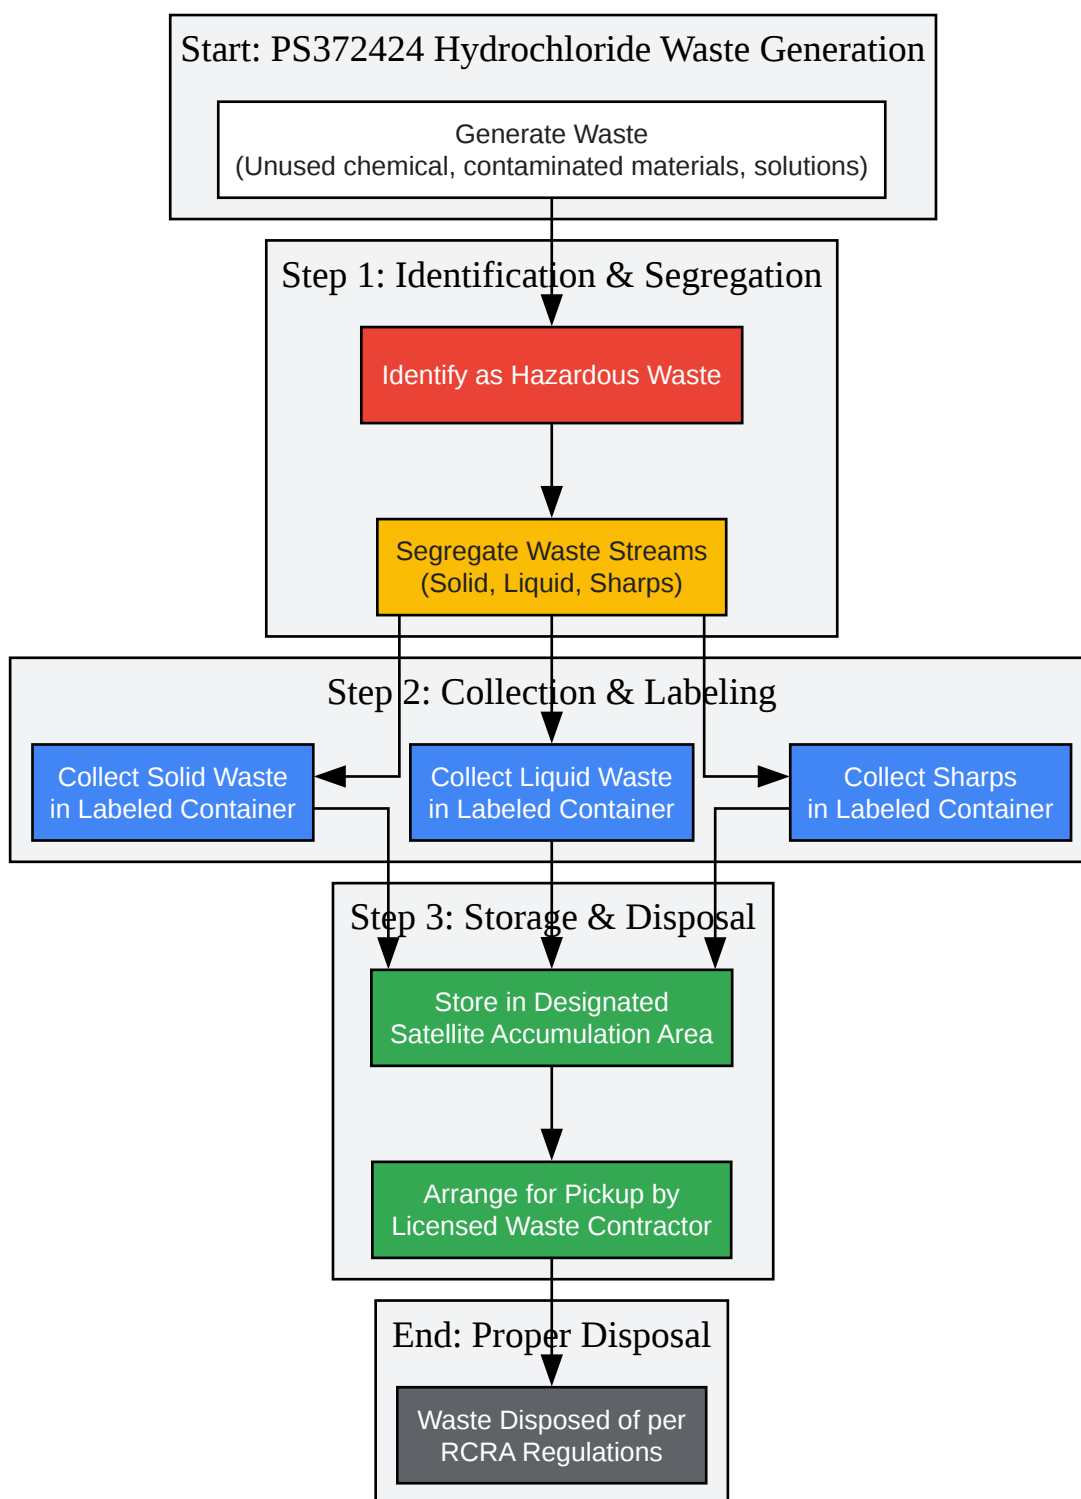 Start: PS372424 Hydrochloride Waste Generation
Generate Waste
(Unused chemical, contaminated materials, solutions)
Step 1: Identification & Segregation
Identify as Hazardous Waste
Segregate Waste Streams
(Solid, Liquid, Sharps)
Step 2: Collection & Labeling
Collect Solid Waste
in Labeled Container
Collect Liquid Waste
in Labeled Container
Collect Sharps
in Labeled Container
Step 3: Storage & Disposal
Store in Designated
Satellite Accumulation Area
Arrange for Pickup by
Licensed Waste Contractor
End: Proper Disposal
Waste Disposed of per
RCRA Regulations